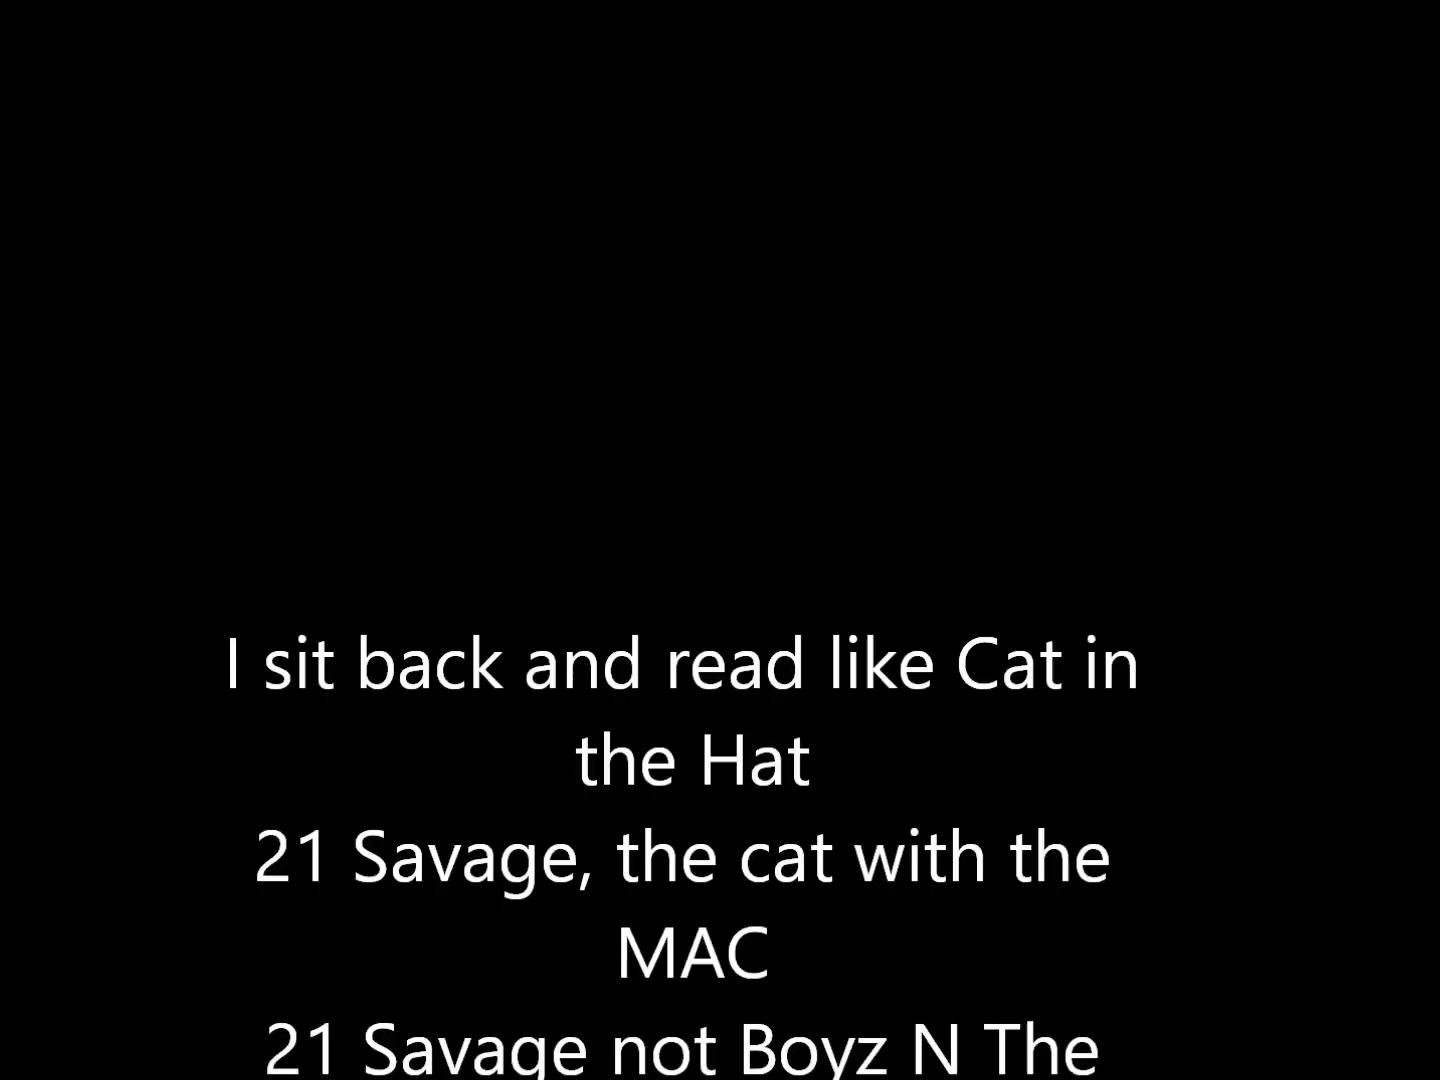 I sit back and read like Cat in
the Hat
21 Savage, the cat with the
MAC
21 Savage not Boyz N The